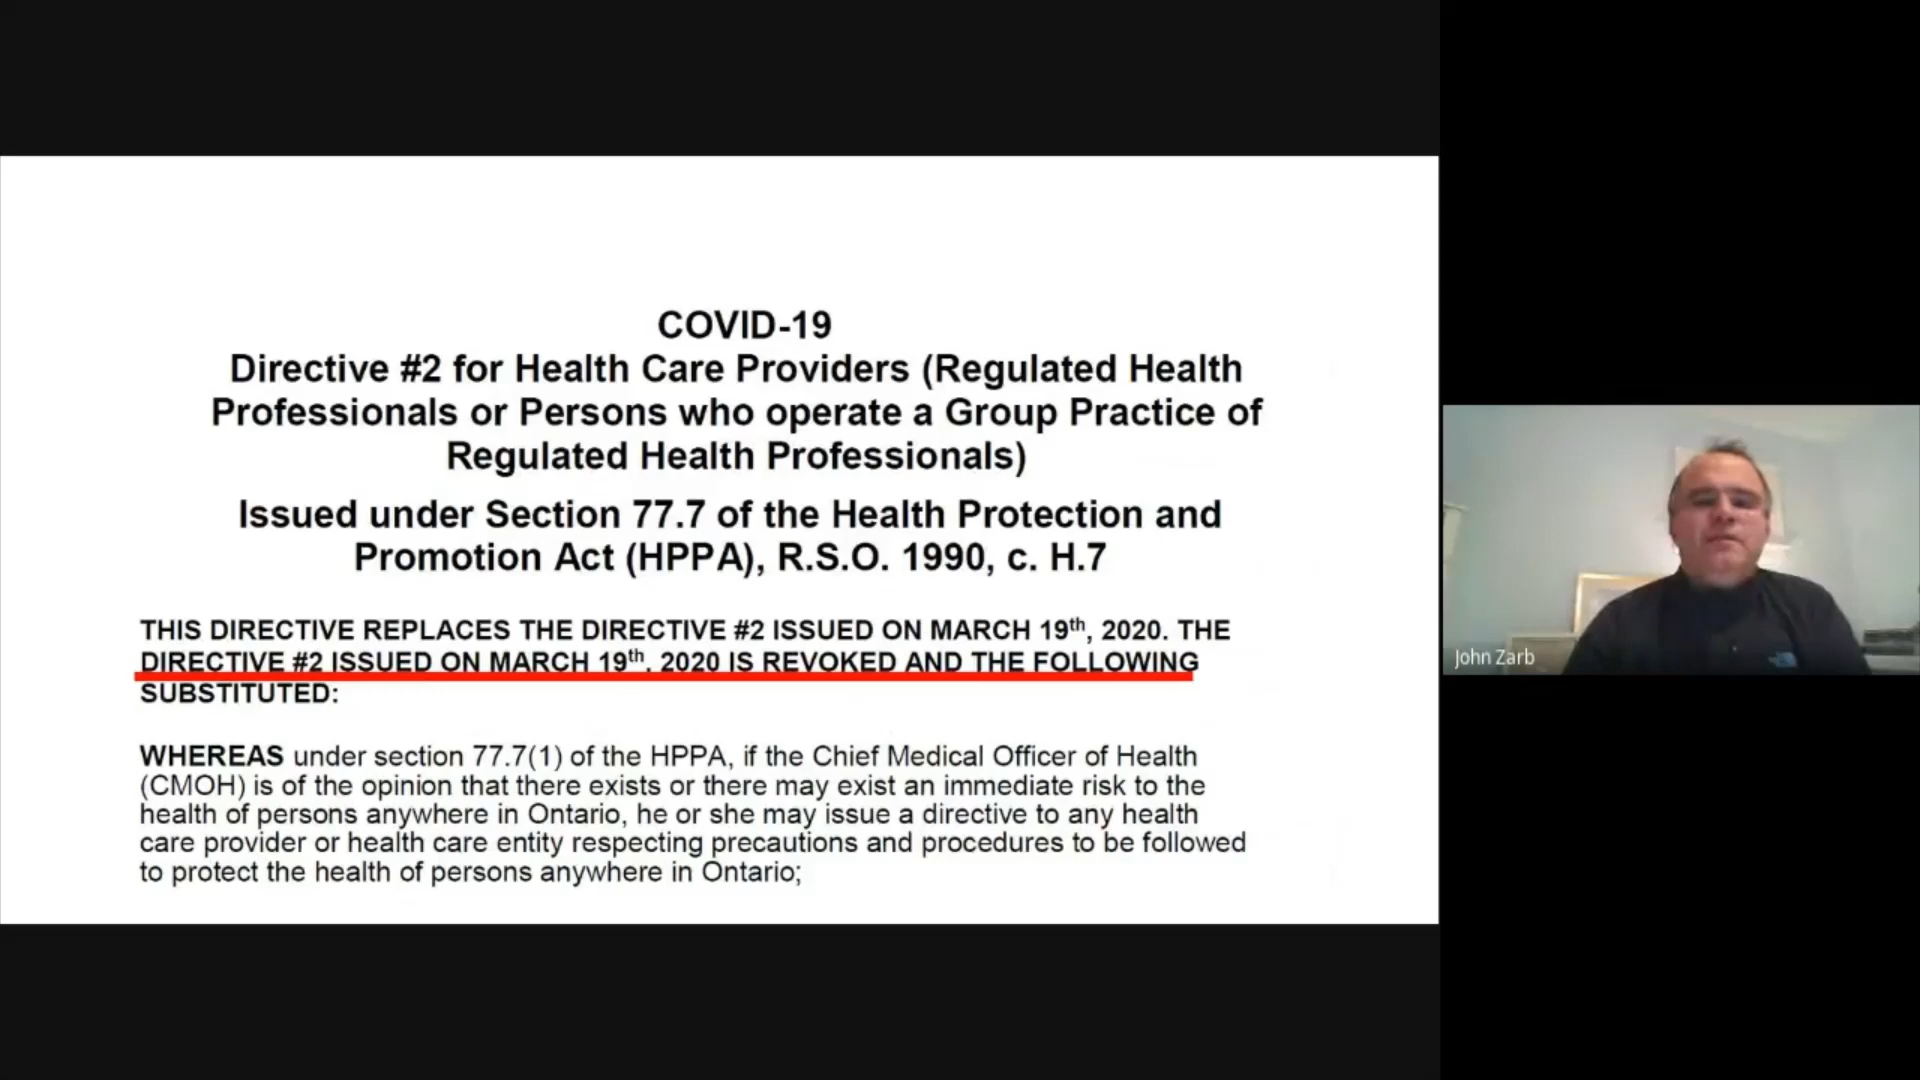 COVID-19
Directive #2 for Health Care Providers (Regulated Health
Professionals or Persons who operate a Group Practice of
Regulated Health Professionals)
Issued under Section 77.7 of the Health Protection and
Promotion Act (HPPA), R.S.O. 1990, c. H.7
THIS DIRECTIVE REPLACES THE DIRECTIVE #2 ISSUED ON MARCH 19th, 2020. THE
DIRECTIVE #2 ISSUED ON MARCH 19th, 2020 IS REVOKED AND THE FOLLOWING
SUBSTITUTED:
WHEREAS under section 77.7(1) of the HPPA, if the Chief Medical Officer of Health
(CMOH) is of the opinion that there exists or there may exist an immediate risk to the
health of persons anywhere in Ontario, he or she may issue a directive to any health
care provider or health care entity respecting precautions and procedures to be followed
to protect the health of persons anywhere in Ontario;
John Zarb